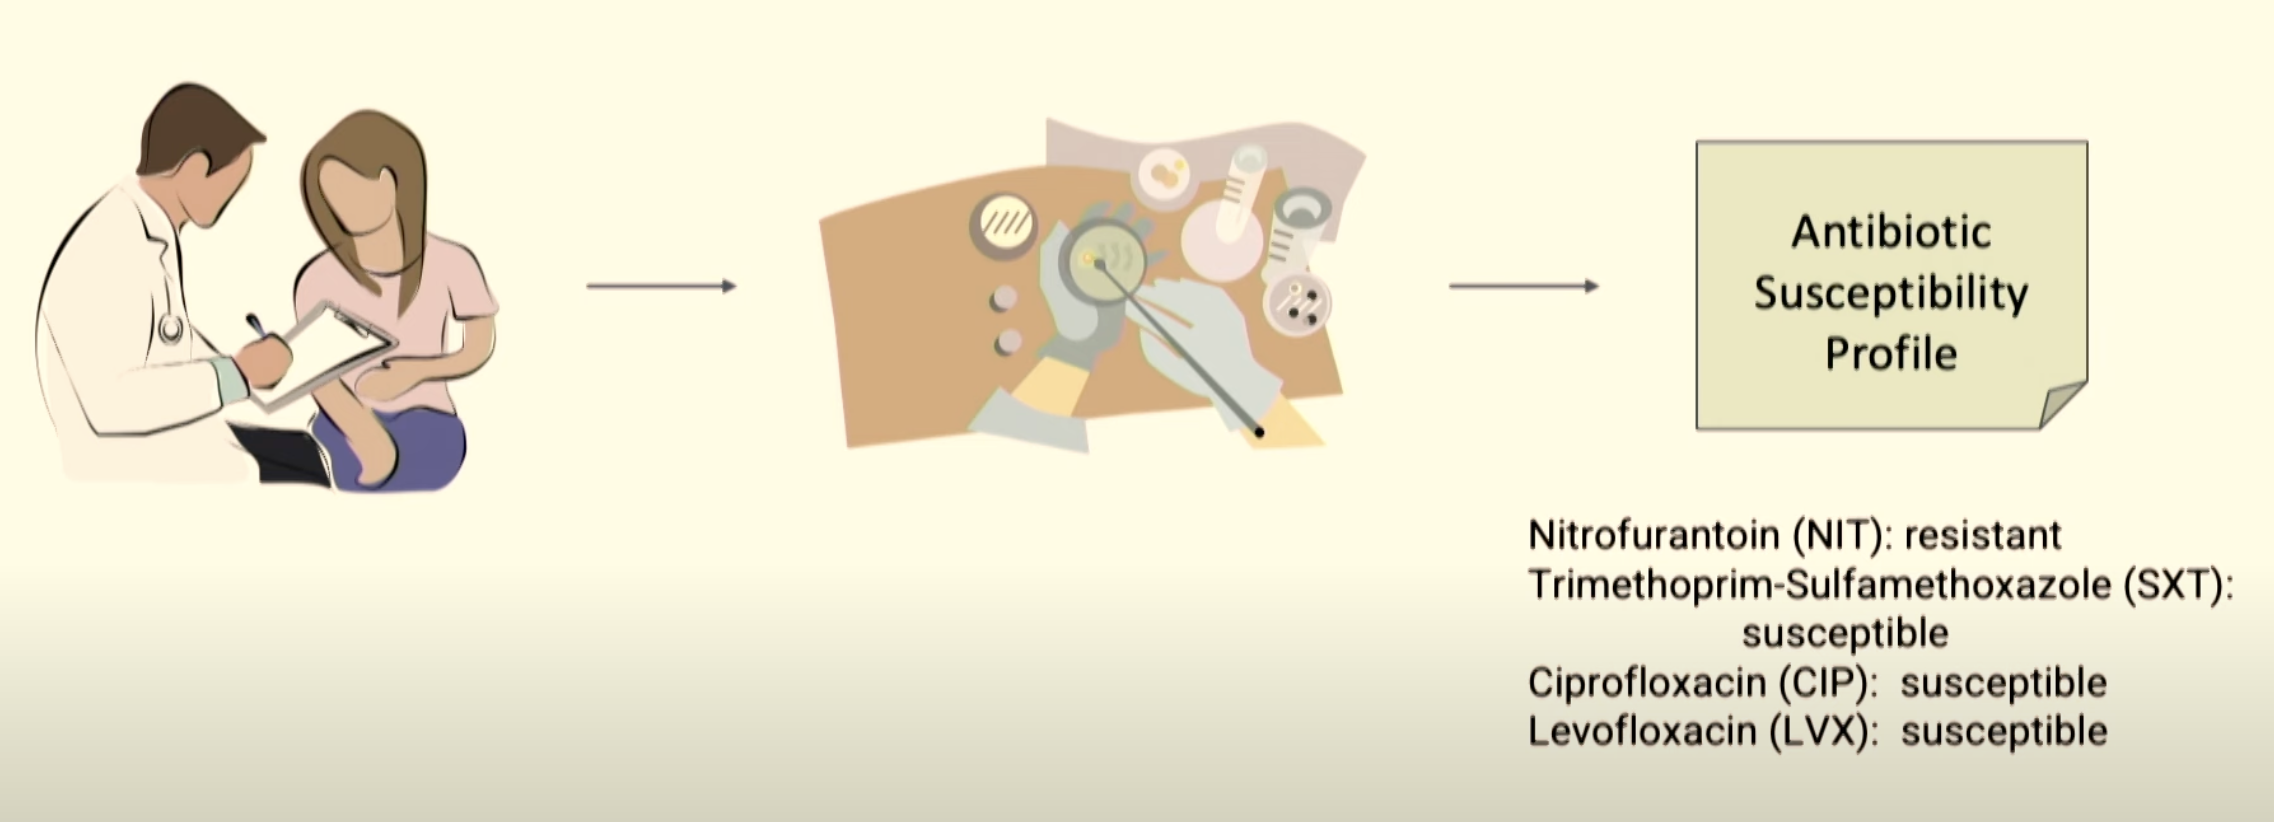 Antibiotic
Susceptibility
Profile
Nitrofurantoin (NIT): resistant
Trimethoprim-Sulfamethoxazole (SXT):
susceptible
Ciprofloxacin (CIP): susceptible
Levofloxacin (LVX): susceptible